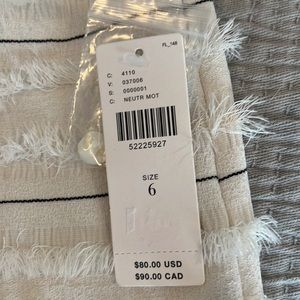 FL_148
C: 4110
V: 037006
S: 0000001
C: NEUTR MOT
52225927
SIZE
6
$80.00 USD
$90.00 CAD